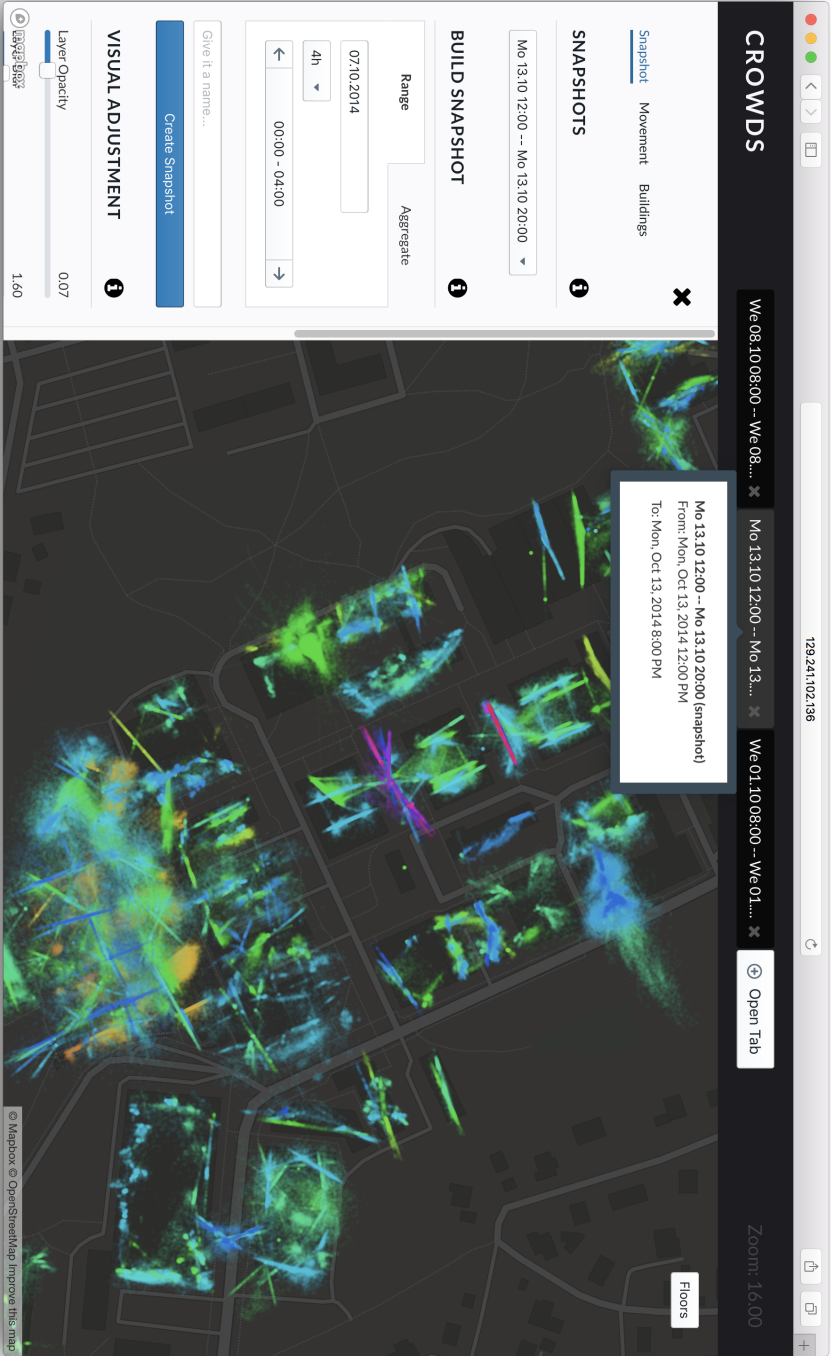 129.241.102.136
CROWDS
We 08.10 08:00 -- We 08....
Mo 13.10 12:00 -- Mo 13....
We 01.10 08:00 -- We 01....
Open Tab
Zoom: 16.00
Snapshot
Movement
Buildings
SNAPSHOTS
Mo 13.10 12:00 -- Mo 13.10 20:00
BUILD SNAPSHOT
Range
Aggregate
07.10.2014
4h
00:00 - 04:00
Give it a name...
Create Snapshot
VISUAL ADJUSTMENT
Layer Opacity
0.07
1.60
mapbox
Mo 13.10 12:00 -- Mo 13.10 20:00 (snapshot)
From: Mon, Oct 13, 2014 12:00 PM
To: Mon, Oct 13, 2014 8:00 PM
Floors
© Mapbox © OpenStreetMap Improve this map